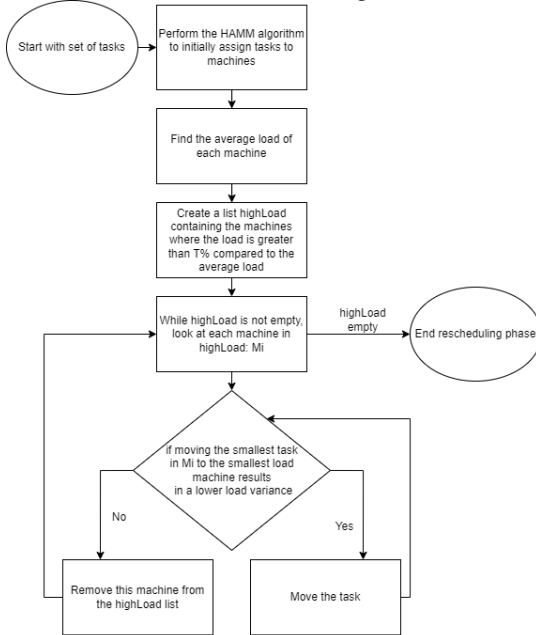 Start with set of tasks
Perform the HAMM algorithm
to initially assign tasks to
machines
Find the average load of
each machine
Create a list highLoad
containing the machines
where the load is greater
than T% compared to the
average load
While highLoad is not empty,
look at each machine in
highLoad: Mi
highLoad
empty
End rescheduling phase
if moving the smallest task
in Mi to the smallest load
machine results
in a lower load variance
No
Yes
Remove this machine from
the highLoad list
Move the task